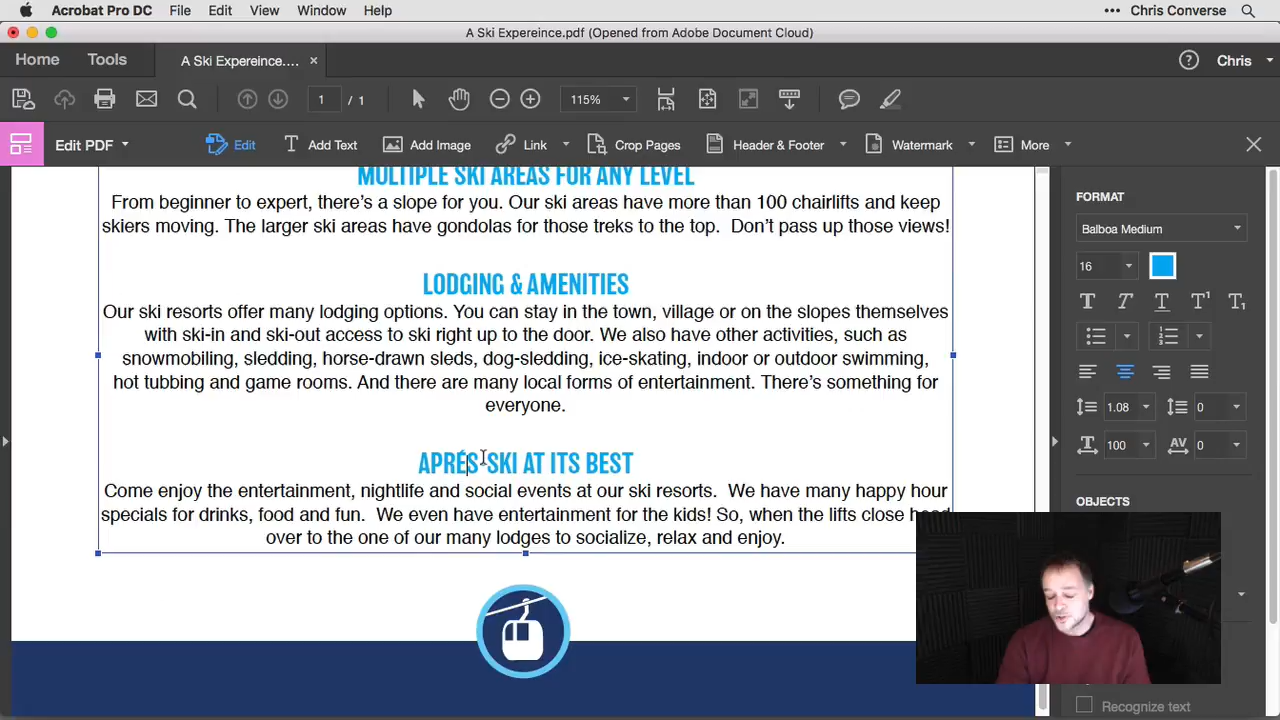 Acrobat Pro DC File Edit View Window Help Chris Converse
A Ski Expereince.pdf (Opened from Adobe Document Cloud)
Home Tools A Ski Expereince.... × Chris
1 / 1 115%
Edit PDF Edit Add Text Add Image Link Crop Pages Header & Footer Watermark More
MULTIPLE SKI AREAS FOR ANY LEVEL
From beginner to expert, there's a slope for you. Our ski areas have more than 100 chairlifts and keep
skiers moving. The larger ski areas have gondolas for those treks to the top. Don't pass up those views!
LODGING & AMENITIES
Our ski resorts offer many lodging options. You can stay in the town, village or on the slopes themselves
with ski-in and ski-out access to ski right up to the door. We also have other activities, such as
snowmobiling, sledding, horse-drawn sleds, dog-sledding, ice-skating, indoor or outdoor swimming,
hot tubbing and game rooms. And there are many local forms of entertainment. There's something for
everyone.
APRÉS-SKI AT ITS BEST
Come enjoy the entertainment, nightlife and social events at our ski resorts. We have many happy hour
specials for drinks, food and fun. We even have entertainment for the kids! So, when the lifts close
over to the one of our many lodges to socialize, relax and enjoy.
FORMAT
Balboa Medium
16
T T T T¹ T₁
1.08 0
100 AV 0
OBJECTS
Recognize text